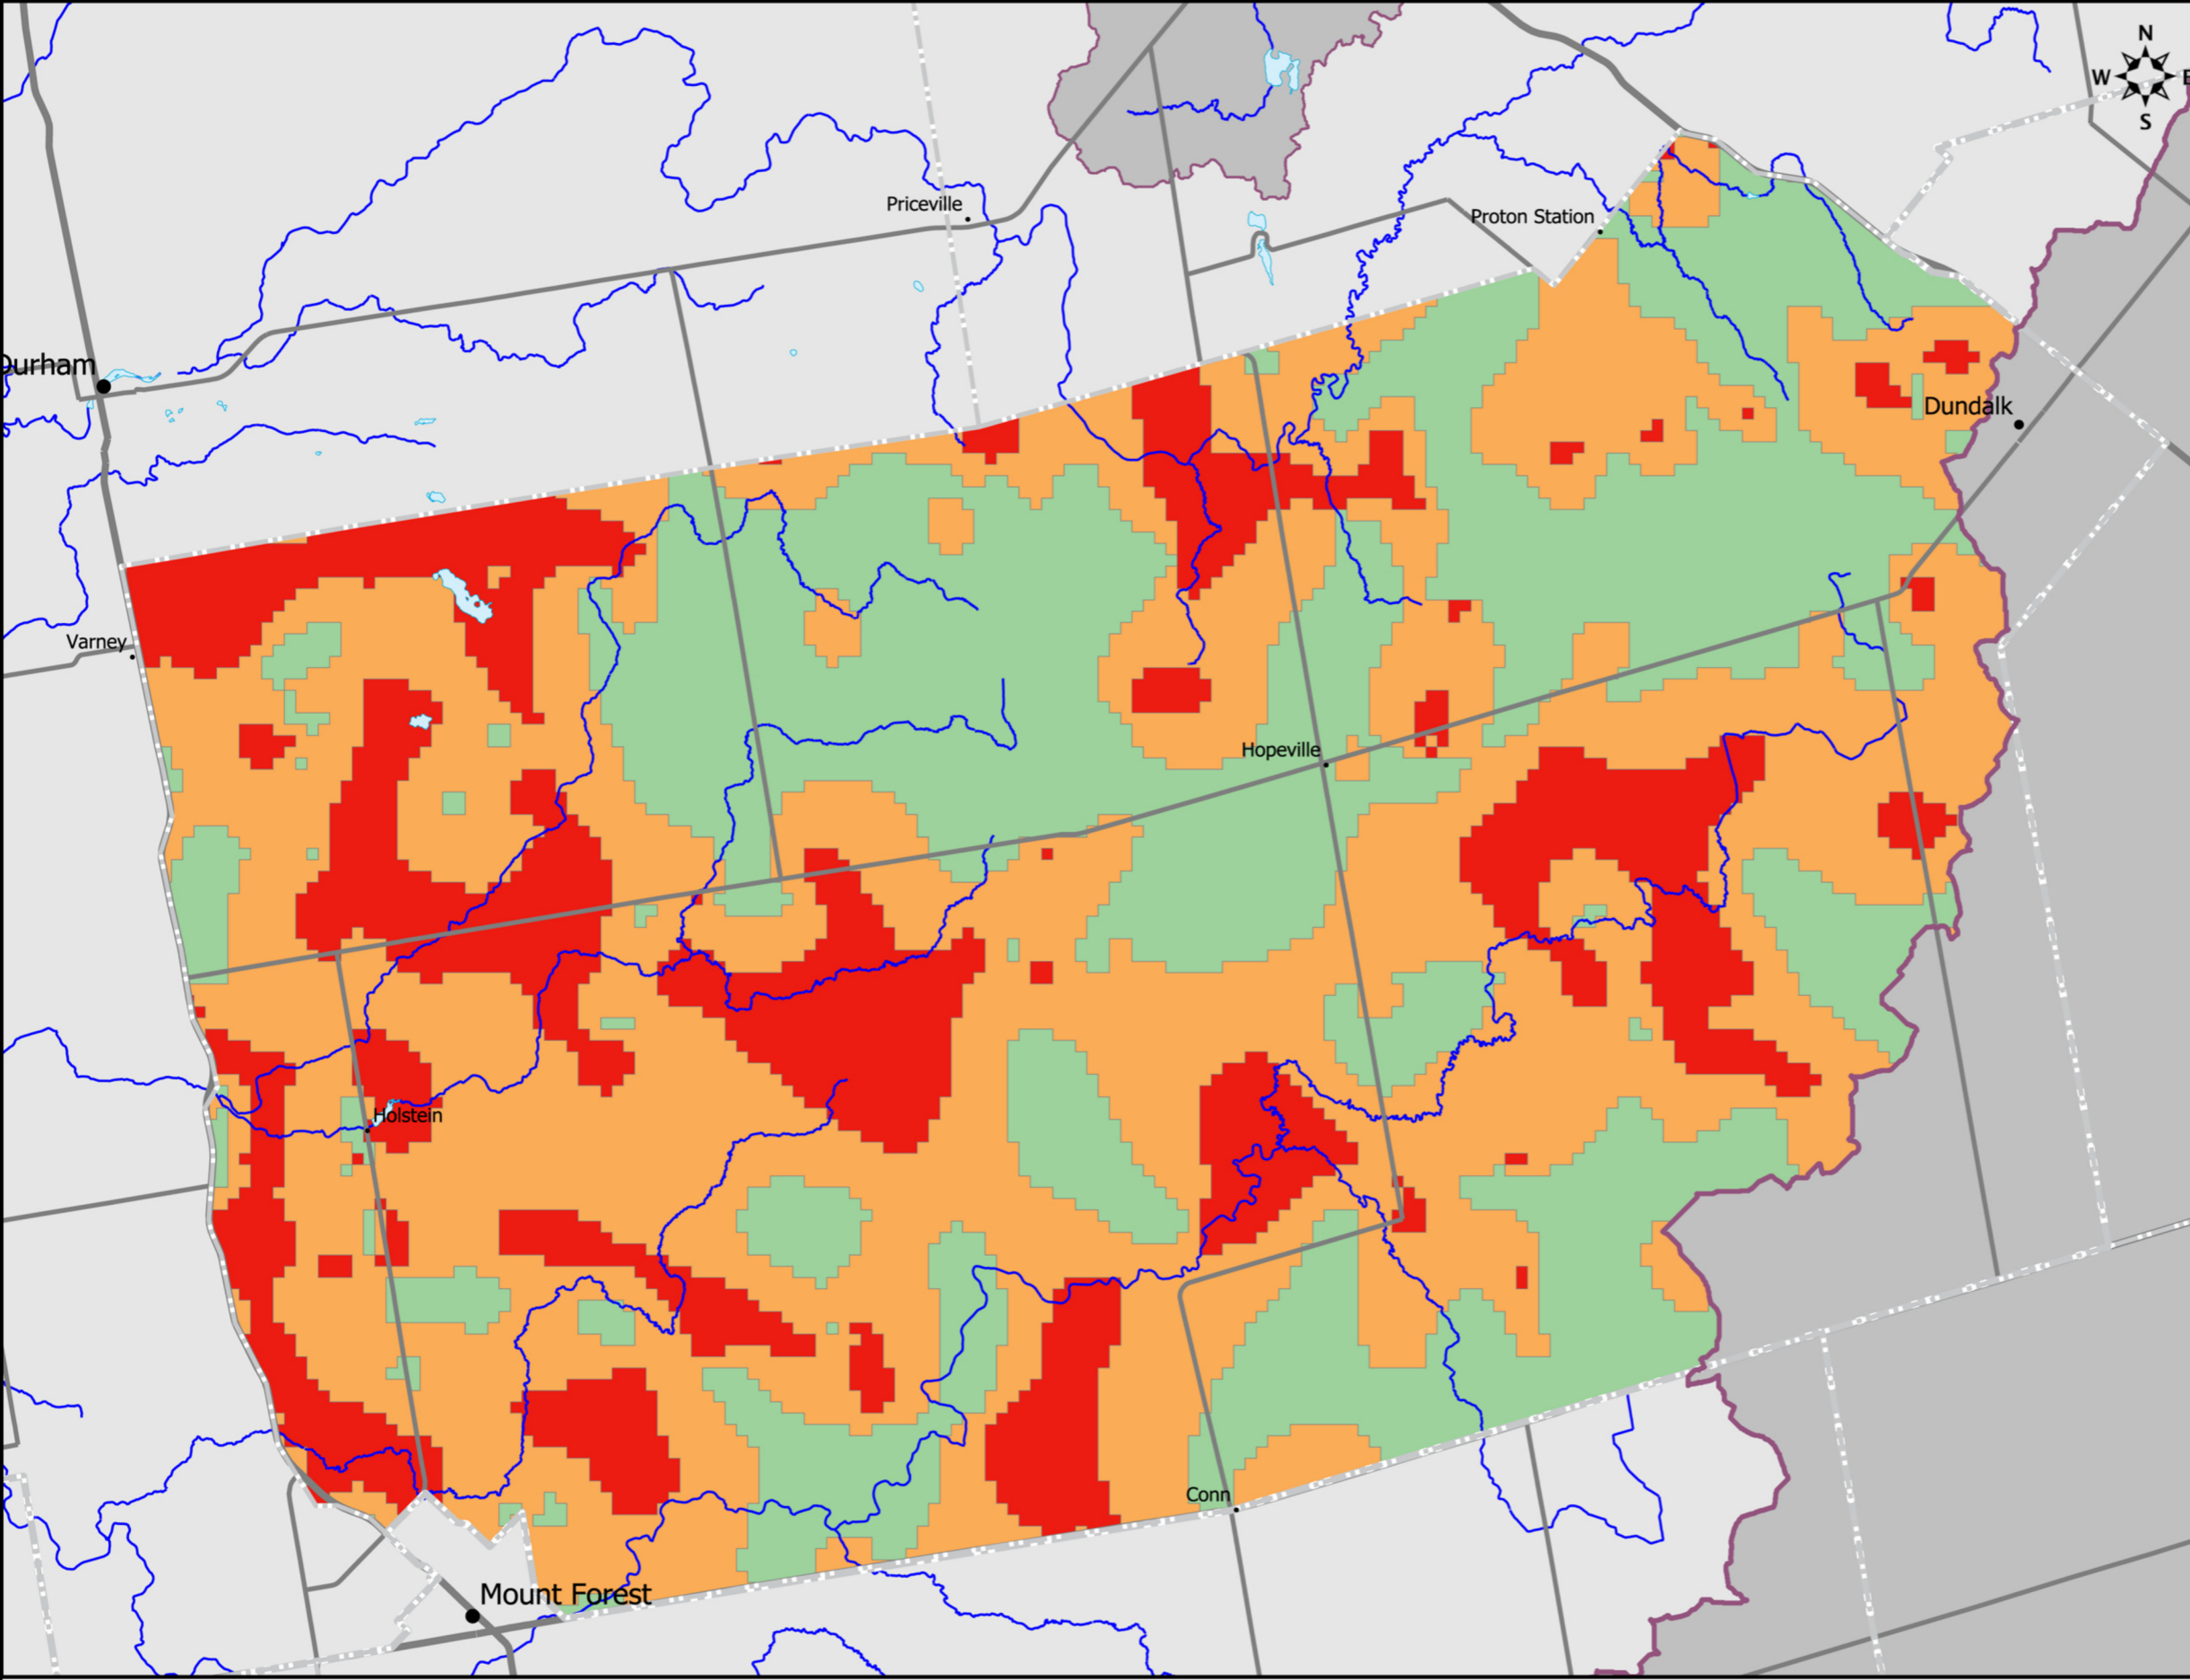 N
W E
S
Priceville
Proton Station
Durham
Dundalk
Varney
Hopeville
Holstein
Conn
Mount Forest